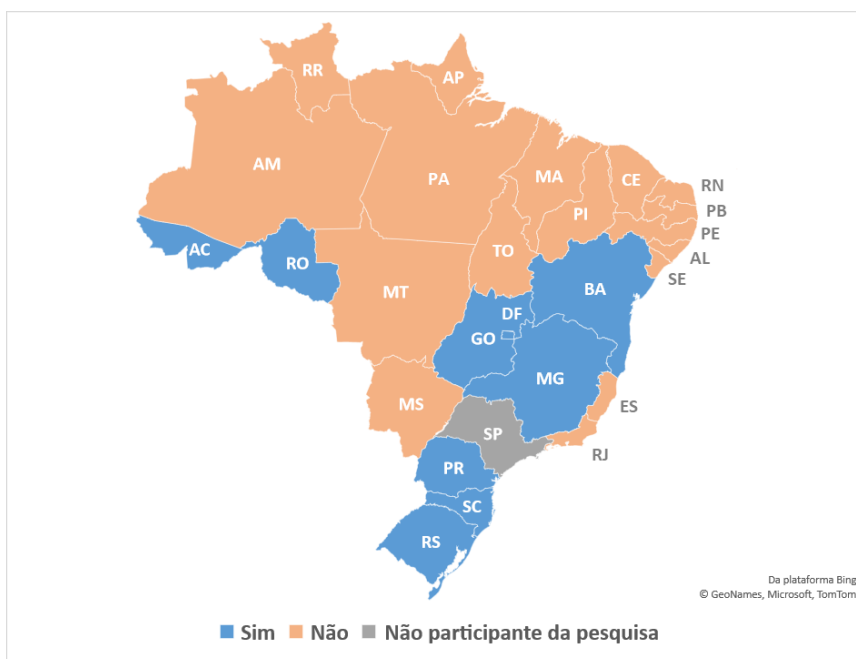 RR
AP
AM
PA
MA
CE
RN
PB
PI
PE
AC
TO
AL
RO
SE
MT
BA
DF
GO
MG
MS
ES
SP
RJ
PR
SC
RS
Da plataforma Bing
© GeoNames, Microsoft, TomTom
Sim Não Não participante da pesquisa